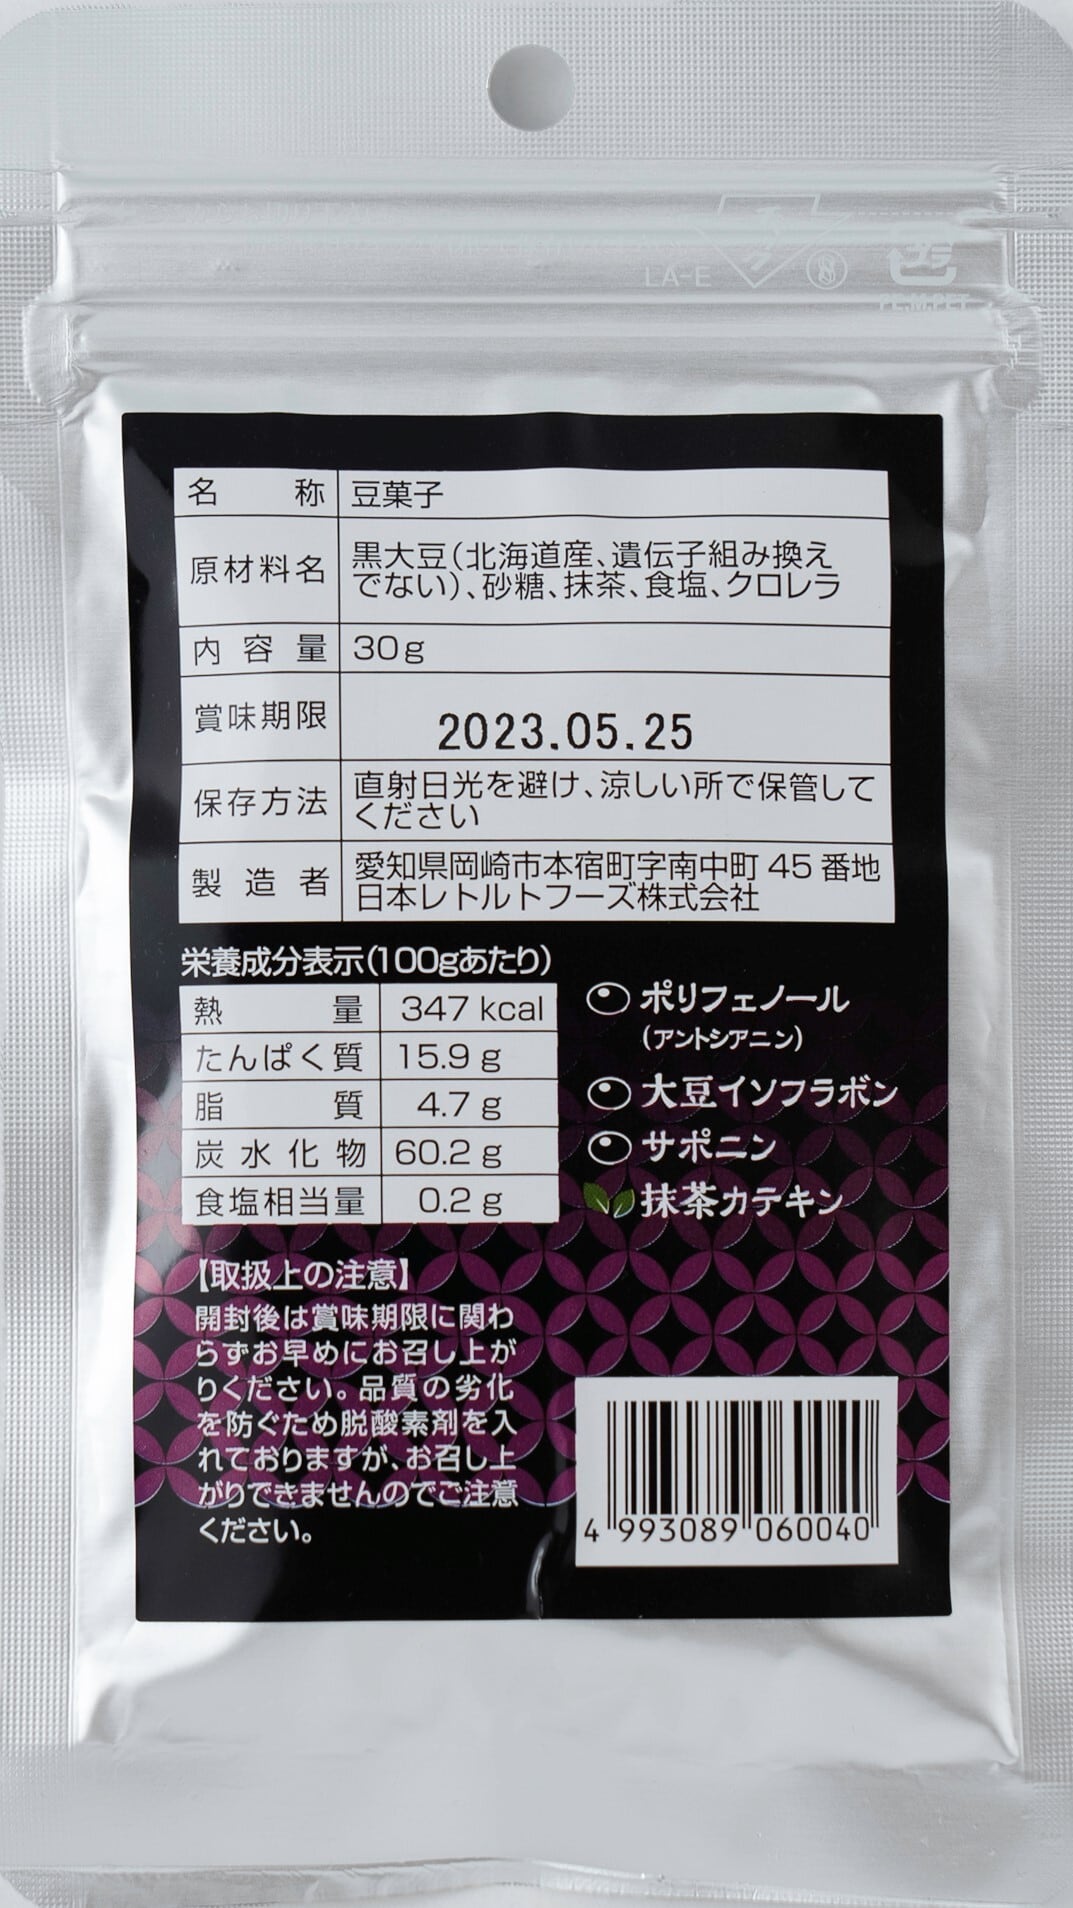 LA-E
プラ
PE,M,PET
名称 豆菓子
原材料名 黒大豆(北海道産、遺伝子組み換え
でない)、砂糖、抹茶、食塩、クロレラ
内容量 30g
賞味期限 2023.05.25
保存方法 直射日光を避け、涼しい所で保管して
ください
製造者 愛知県岡崎市本宿町字南中町 45 番地
日本レトルトフーズ株式会社
栄養成分表示(100gあたり)
熱量 347 kcal
たんぱく質 15.9 g
脂質 4.7 g
炭水化物 60.2 g
食塩相当量 0.2 g
ポリフェノール
(アントシアニン)
大豆イソフラボン
サポニン
抹茶カテキン
【取扱上の注意】
開封後は賞味期限に関わ
らずお早めにお召し上が
りください。品質の劣化
を防ぐため脱酸素剤を入
れておりますが、お召し上
がりできませんのでご注意
ください。
4 993089 060040